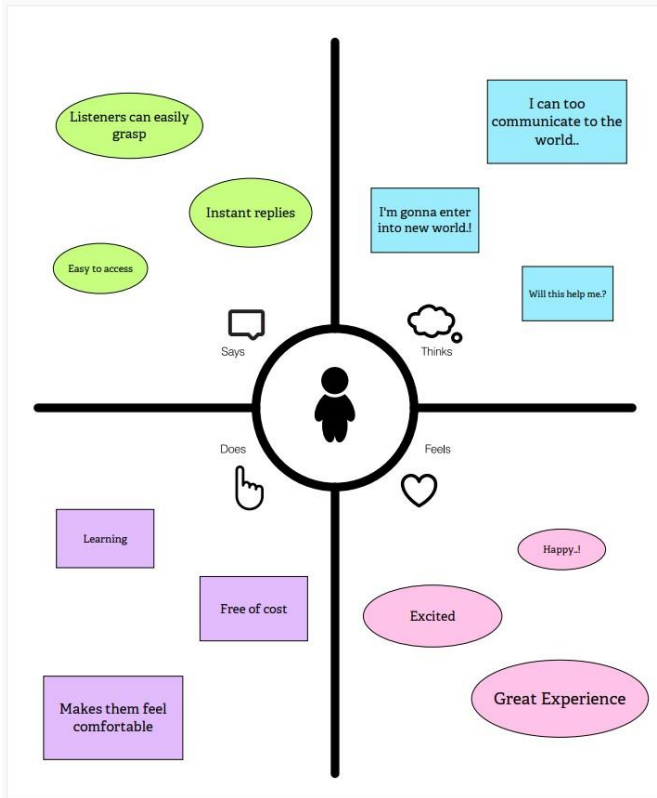 Listeners can easily
grasp
Instant replies
Easy to access
Says
I can too
communicate to the
world..
I'm gonna enter
into new world.!
Will this help me.?
Thinks
Does
Learning
Free of cost
Makes them feel
comfortable
Feels
Happy..!
Excited
Great Experience